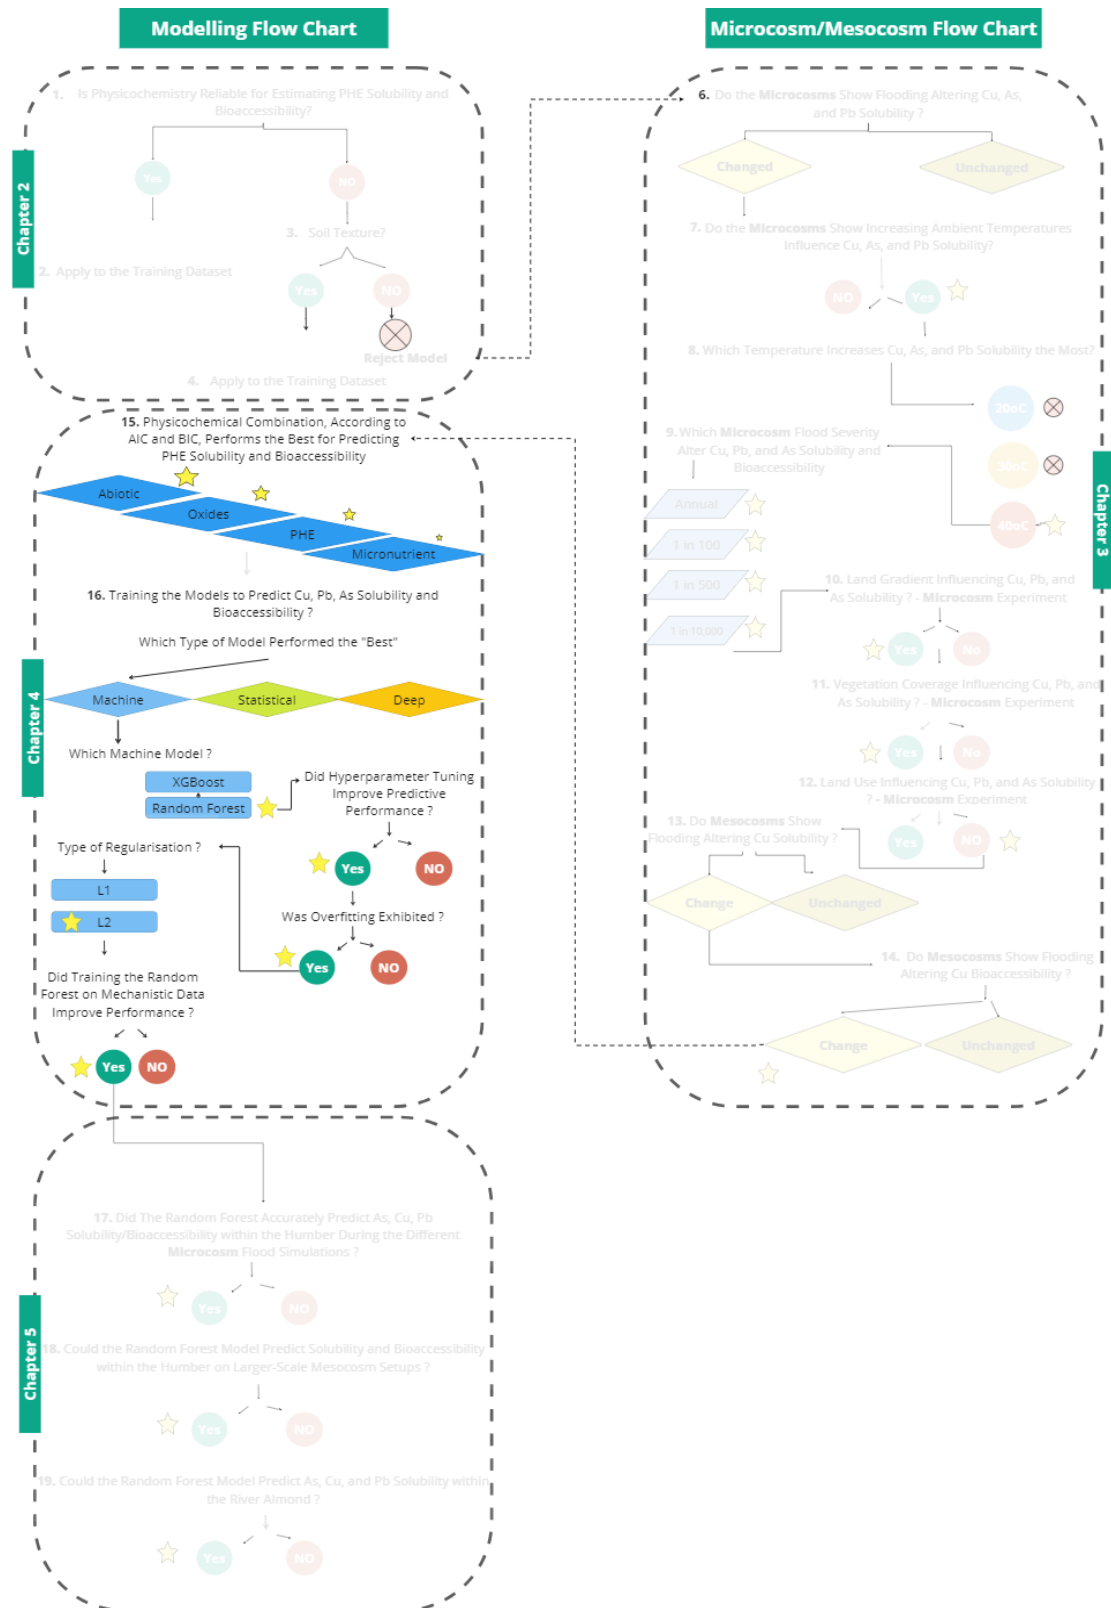 Modelling Flow Chart
1. Is Physicochemistry Reliable for Estimating PHE Solubility and
Bioaccessibility?
Yes
NO
Chapter 2
3. Soil Texture?
2. Apply to the Training Dataset
Yes
NO
Reject Model
4. Apply to the Training Dataset
15. Physicochemical Combination, According to
AIC and BIC, Performs the Best for Predicting
PHE Solubility and Bioaccessibility
Abiotic
Oxides
PHE
Micronutrient
16. Training the Models to Predict Cu, Pb, As Solubility and
Bioaccessibility ?
Which Type of Model Performed the "Best"
Chapter 4
Machine
Statistical
Deep
Which Machine Model ?
XGBoost
Random Forest
Did Hyperparameter Tuning
Improve Predictive
Performance ?
Yes
NO
Type of Regularisation ?
L1
L2
Was Overfitting Exhibited ?
Yes
NO
Did Training the Random
Forest on Mechanistic Data
Improve Performance ?
Yes
NO
17. Did The Random Forest Accurately Predict As, Cu, Pb
Solubility/Bioaccessibility within the Humber During the Different
Microcosm Flood Simulations ?
Yes
NO
Chapter 5
18. Could the Random Forest Model Predict Solubility and Bioaccessibility
within the Humber on Larger-Scale Mesocosm Setups ?
Yes
NO
19. Could the Random Forest Model Predict As, Cu, and Pb Solubility within
the River Almond ?
Yes
NO
Microcosm/Mesocosm Flow Chart
6. Do the Microcosms Show Flooding Altering Cu, As,
and Pb Solubility ?
Changed
Unchanged
7. Do the Microcosms Show Increasing Ambient Temperatures
Influence Cu, As, and Pb Solubility?
NO
Yes
8. Which Temperature Increases Cu, As, and Pb Solubility the Most?
20oC
30oC
40oC
Chapter 3
9. Which Microcosm Flood Severity
Alter Cu, Pb, and As Solubility and
Bioaccessibility
Annual
1 in 100
1 in 500
1 in 10,000
10. Land Gradient Influencing Cu, Pb, and
As Solubility ? - Microcosm Experiment
Yes
No
11. Vegetation Coverage Influencing Cu, Pb, and
As Solubility ? - Microcosm Experiment
Yes
No
12. Land Use Influencing Cu, Pb, and As Solubility
? - Microcosm Experiment
Yes
NO
13. Do Mesocosms Show
Flooding Altering Cu Solubility ?
Change
Unchanged
14. Do Mesocosms Show Flooding
Altering Cu Bioaccessibility ?
Change
Unchanged